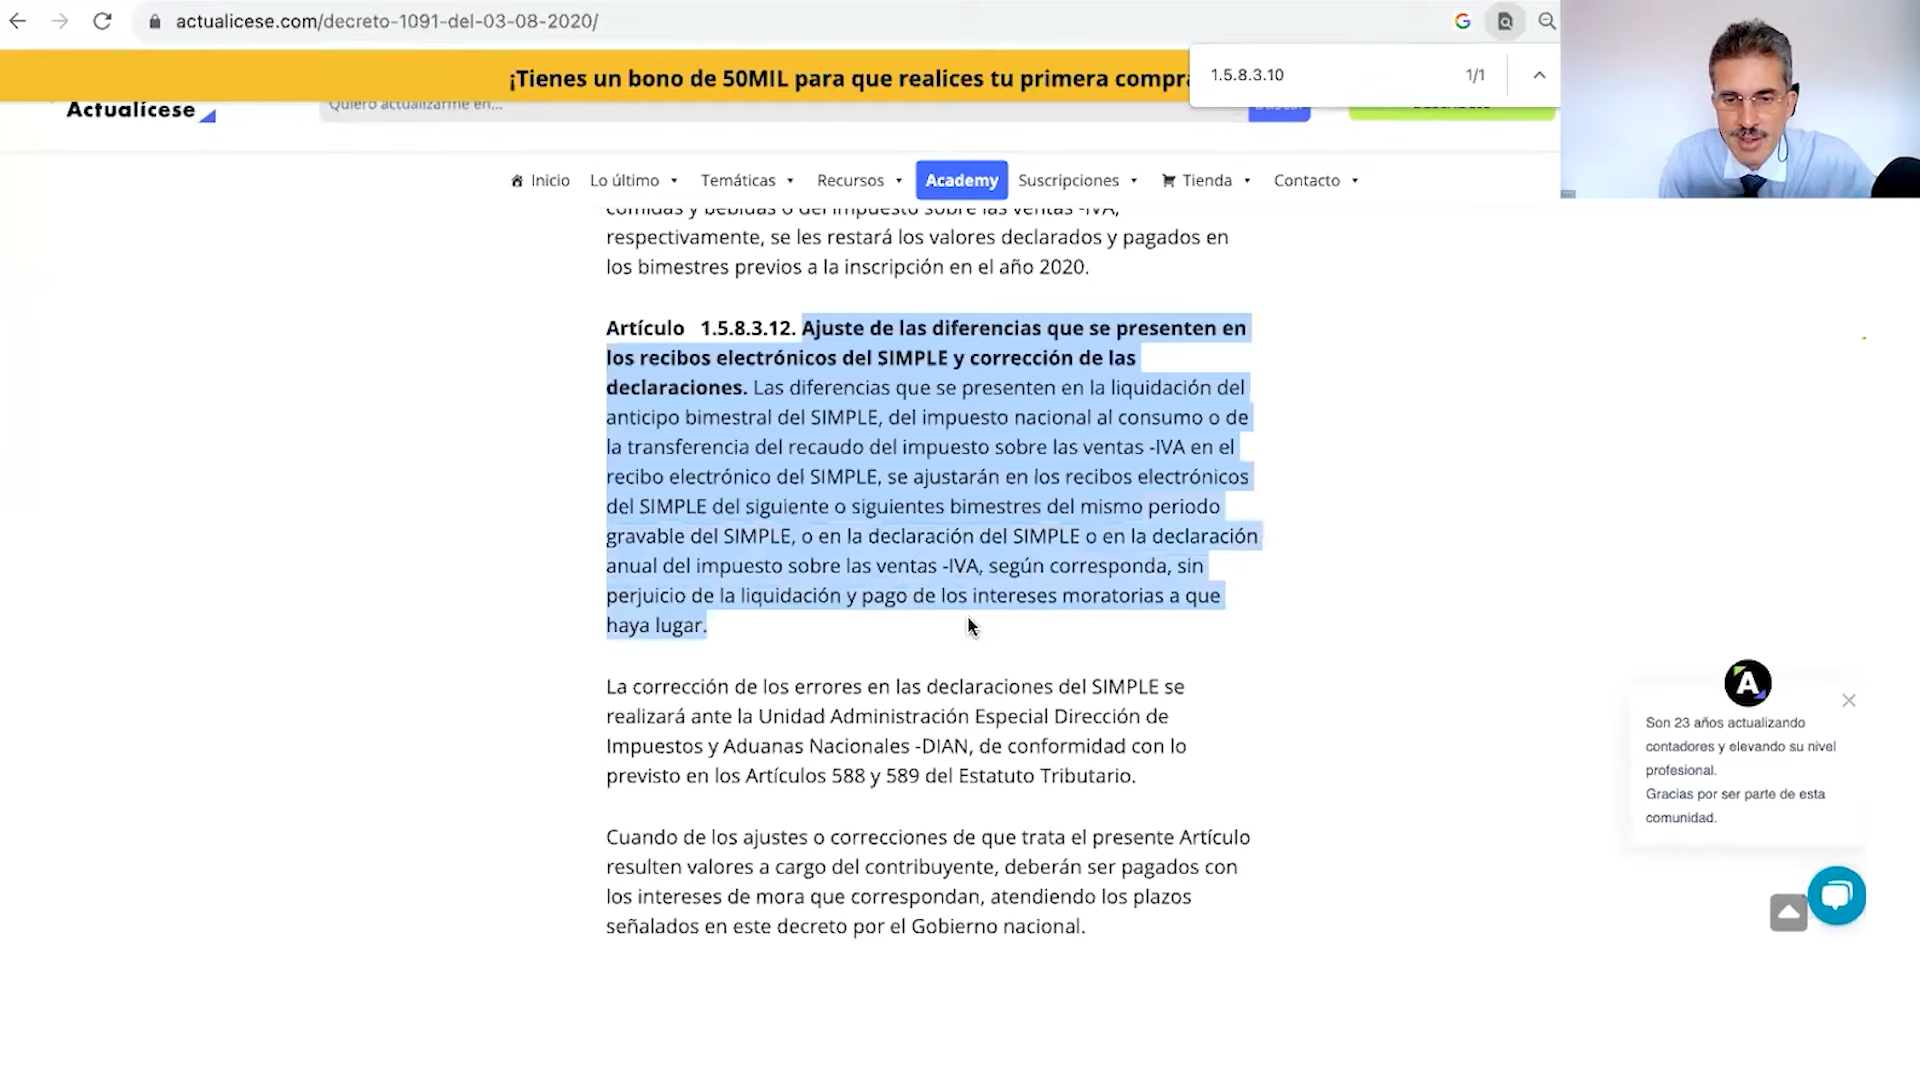 actualicese.com/decreto-1091-del-03-08-2020/
¡Tienes un bono de 50MIL para que realices tu primera compra
1.5.8.3.10
1/1
Actualícese
Quiero actualizarme en...
Buscar
Inicio
Lo último
Temáticas
Recursos
Academy
Suscripciones
Tienda
Contacto
comidas y bebidas o del impuesto sobre las ventas -IVA,
respectivamente, se les restará los valores declarados y pagados en
los bimestres previos a la inscripción en el año 2020.
Artículo 1.5.8.3.12. Ajuste de las diferencias que se presenten en
los recibos electrónicos del SIMPLE y corrección de las
declaraciones. Las diferencias que se presenten en la liquidación del
anticipo bimestral del SIMPLE, del impuesto nacional al consumo o de
la transferencia del recaudo del impuesto sobre las ventas -IVA en el
recibo electrónico del SIMPLE, se ajustarán en los recibos electrónicos
del SIMPLE del siguiente o siguientes bimestres del mismo periodo
gravable del SIMPLE, o en la declaración del SIMPLE o en la declaración
anual del impuesto sobre las ventas -IVA, según corresponda, sin
perjuicio de la liquidación y pago de los intereses moratorias a que
haya lugar.
La corrección de los errores en las declaraciones del SIMPLE se
realizará ante la Unidad Administración Especial Dirección de
Impuestos y Aduanas Nacionales -DIAN, de conformidad con lo
previsto en los Artículos 588 y 589 del Estatuto Tributario.
Cuando de los ajustes o correcciones de que trata el presente Artículo
resulten valores a cargo del contribuyente, deberán ser pagados con
los intereses de mora que correspondan, atendiendo los plazos
señalados en este decreto por el Gobierno nacional.
A
Son 23 años actualizando
contadores y elevando su nivel
profesional.
Gracias por ser parte de esta
comunidad.